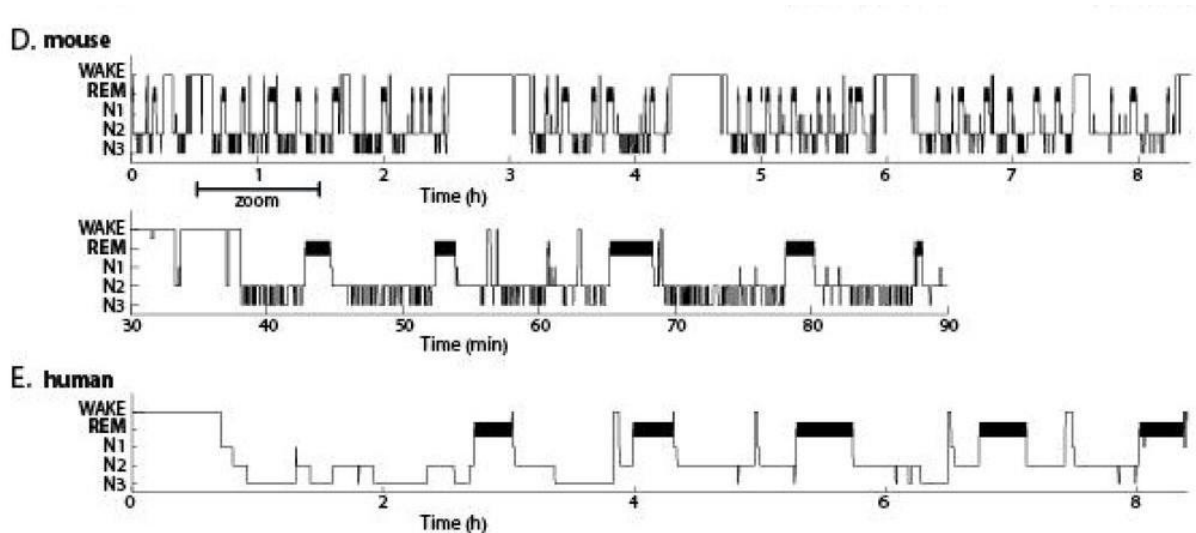 D. mouse
WAKE
REM
N1
N2
N3
0 1 2 3 4 5 6 7 8
Time (h)
zoom
WAKE
REM
N1
N2
N3
30 40 50 60 70 80 90
Time (min)
E. human
WAKE
REM
N1
N2
N3
0 2 4 6 8
Time (h)